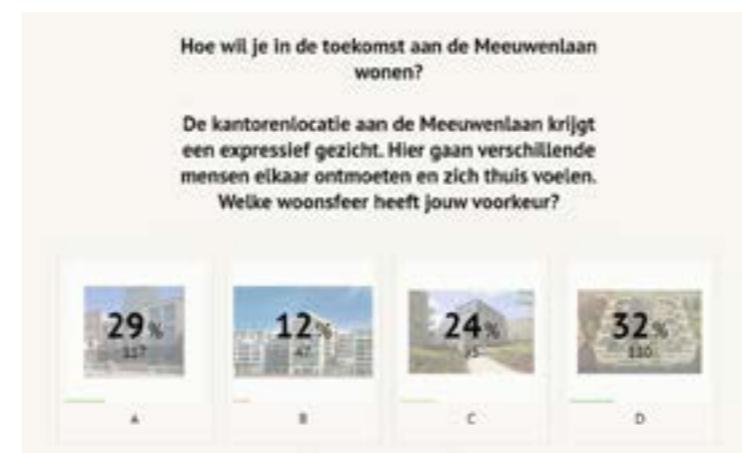 Hoe wil je in de toekomst aan de Meeuwenlaan
wonen?
De kantorenlocatie aan de Meeuwenlaan krijgt
een expressief gezicht. Hier gaan verschillende
mensen elkaar ontmoeten en zich thuis voelen.
Welke woonsfeer heeft jouw voorkeur?
29% 12% 24% 32%
47
A B C D